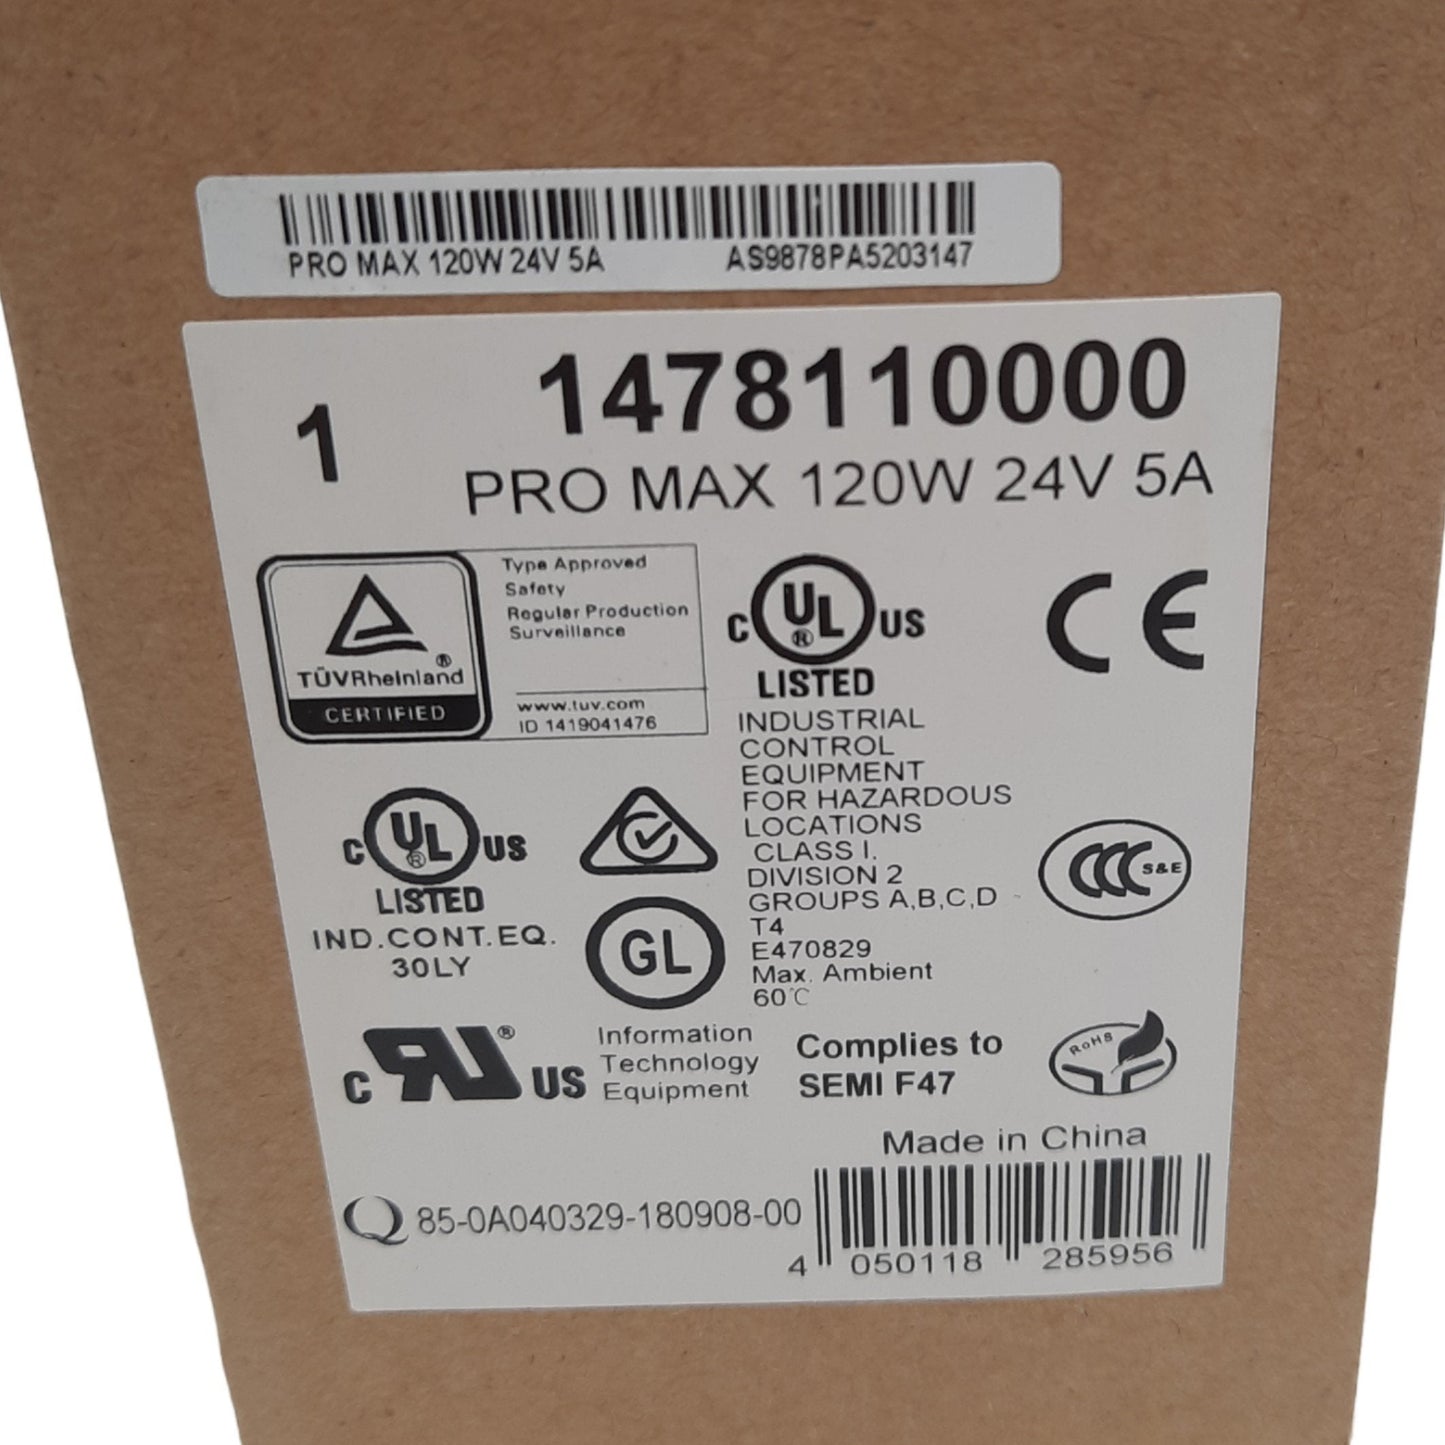 PRO MAX 120W 24V 5A AS9878PA5203147
1 1478110000
PRO MAX 120W 24V 5A
Type Approved
Safety
Regular Production
Surveillance
www.tuv.com
ID 1419041476
TÜVRheinland®
CERTIFIED
C UL® US
LISTED
INDUSTRIAL
CONTROL
EQUIPMENT
FOR HAZARDOUS
LOCATIONS
CLASS I.
DIVISION 2
GROUPS A,B,C,D
T4
E470829
Max. Ambient
60℃
CE
C UL® US
LISTED
IND.CONT.EQ.
30LY
GL
CCC S&E
C RU® US
Information
Technology
Equipment
Complies to
SEMI F47
RoHS
Made in China
Q 85-0A040329-180908-00
4 050118 285956